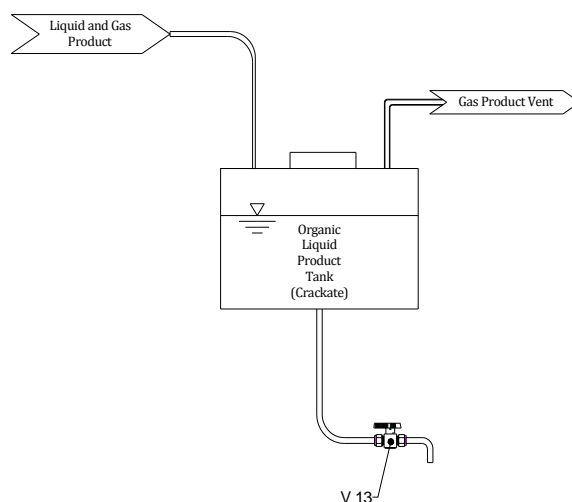 Liquid and Gas
Product
Gas Product Vent
Organic
Liquid
Product
Tank
(Crackate)
V 13